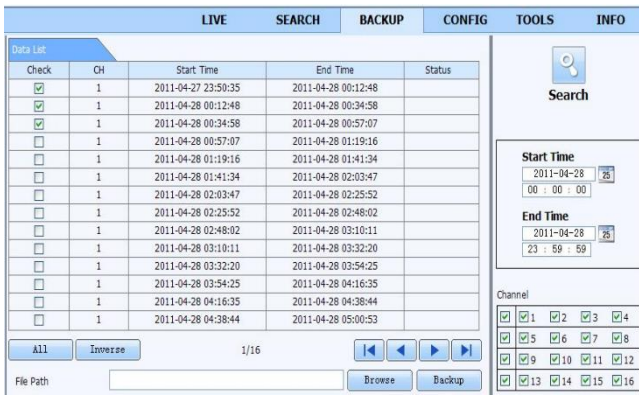 LIVE SEARCH BACKUP CONFIG TOOLS INFO
Data List
Check CH Start Time End Time Status
1 2011-04-27 23:50:35 2011-04-28 00:12:48
1 2011-04-28 00:12:48 2011-04-28 00:34:58
1 2011-04-28 00:34:58 2011-04-28 00:57:07
1 2011-04-28 00:57:07 2011-04-28 01:19:16
1 2011-04-28 01:19:16 2011-04-28 01:41:34
1 2011-04-28 01:41:34 2011-04-28 02:03:47
1 2011-04-28 02:03:47 2011-04-28 02:25:52
1 2011-04-28 02:25:52 2011-04-28 02:48:02
1 2011-04-28 02:48:02 2011-04-28 03:10:11
1 2011-04-28 03:10:11 2011-04-28 03:32:20
1 2011-04-28 03:32:20 2011-04-28 03:54:25
1 2011-04-28 03:54:25 2011-04-28 04:16:35
1 2011-04-28 04:16:35 2011-04-28 04:38:44
1 2011-04-28 04:38:44 2011-04-28 05:00:53
All Inverse 1/16
File Path Browse Backup
Search
Start Time
2011-04-28 25
00 : 00 : 00
End Time
2011-04-28 25
23 : 59 : 59
Channel
1 2 3 4
5 6 7 8
9 10 11 12
13 14 15 16